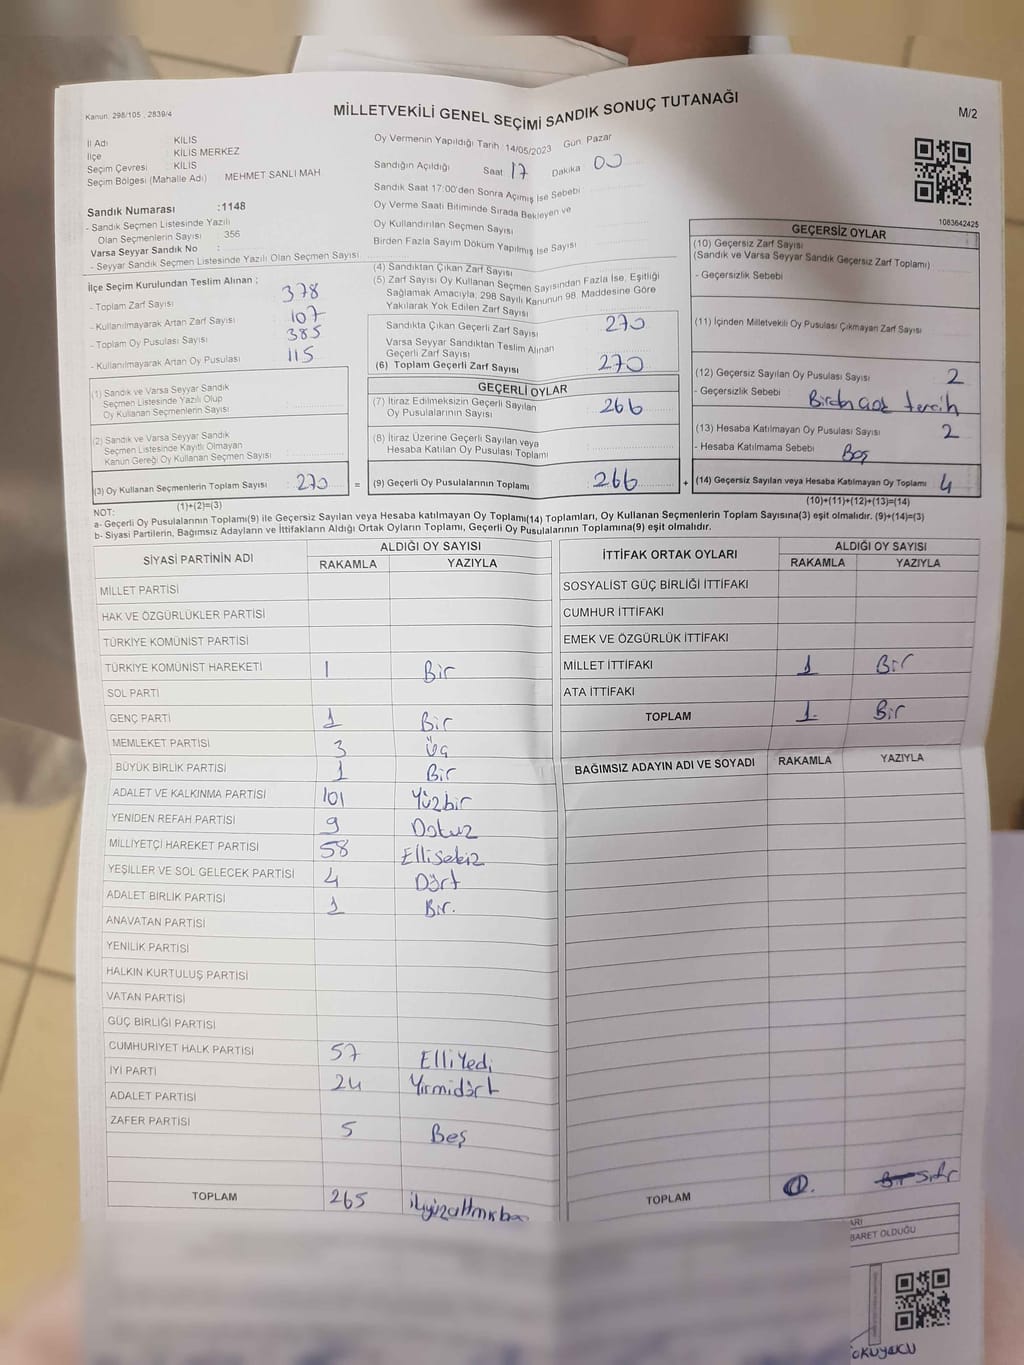 Kanun: 298/105 , 2839/4
MİLLETVEKİLİ GENEL SEÇİMİ SANDIK SONUÇ TUTANAĞI
M/2
İl Adı KİLİS
İlçe KİLİS MERKEZ
Seçim Çevresi KİLİS
Seçim Bölgesi (Mahalle Adı) MEHMET SANLI MAH.
Sandık Numarası :1148
- Sandık Seçmen Listesinde Yazılı
Olan Seçmenlerin Sayısı 356
Varsa Seyyar Sandık No :
- Seyyar Sandık Seçmen Listesinde Yazılı Olan Seçmen Sayısı
İlçe Seçim Kurulundan Teslim Alınan ;
- Toplam Zarf Sayısı 378
- Kullanılmayarak Artan Zarf Sayısı 107
- Toplam Oy Pusulası Sayısı 385
- Kullanılmayarak Artan Oy Pusulası 115
(1) Sandık ve Varsa Seyyar Sandık
Seçmen Listesinde Yazılı Olup
Oy Kullanan Seçmenlerin Sayısı
(2) Sandık ve Varsa Seyyar Sandık
Seçmen Listesinde Kayıtlı Olmayan
Kanun Gereği Oy Kullanan Seçmen Sayısı
(3) Oy Kullanan Seçmenlerin Toplam Sayısı 270 =
(1)+(2)=(3)
Oy Vermenin Yapıldığı Tarih 14/05/2023 Gün: Pazar
Sandığın Açıldığı Saat 17 Dakika 00
Sandık Saat 17:00'den Sonra Açımış İse Sebebi
Oy Verme Saati Bitiminde Sırada Bekleyen ve
Oy Kullandırılan Seçmen Sayısı
Birden Fazla Sayım Döküm Yapılmış İse Sayısı
(4) Sandıktan Çıkan Zarf Sayısı
(5) Zarf Sayısı Oy Kullanan Seçmen Sayısından Fazla İse, Eşitliği
Sağlamak Amacıyla; 298 Sayılı Kanunun 98. Maddesine Göre
Yakılarak Yok Edilen Zarf Sayısı
Sandıkta Çıkan Geçerli Zarf Sayısı 270
Varsa Seyyar Sandıktan Teslim Alınan
Geçerli Zarf Sayısı
(6) Toplam Geçerli Zarf Sayısı 270
GEÇERLİ OYLAR
(7) İtiraz Edilmeksizin Geçerli Sayılan
Oy Pusulalarının Sayısı 266
(8) İtiraz Üzerine Geçerli Sayılan veya
Hesaba Katılan Oy Pusulası Toplamı
(9) Geçerli Oy Pusulalarının Toplamı 266 +
1083642425
GEÇERSİZ OYLAR
(10) Geçersiz Zarf Sayısı
(Sandık ve Varsa Seyyar Sandık Geçersiz Zarf Toplamı)
- Geçersizlik Sebebi
(11) İçinden Milletvekili Oy Pusulası Çıkmayan Zarf Sayısı
(12) Geçersiz Sayılan Oy Pusulası Sayısı 2
- Geçersizlik Sebebi tercih
(13) Hesaba Katılmayan Oy Pusulası Sayısı 2
- Hesaba Katılmama Sebebi Boş
(14) Geçersiz Sayılan veya Hesaba Katılmayan Oy Toplamı 4
(10)+(11)+(12)+(13)=(14)
NOT:
a- Geçerli Oy Pusulalarının Toplamı(9) ile Geçersiz Sayılan veya Hesaba katılmayan Oy Toplamı(14) Toplamları, Oy Kullanan Seçmenlerin Toplam Sayısına(3) eşit olmalıdır. (9)+(14)=(3)
b- Siyasi Partilerin, Bağımsız Adayların ve İttifakların Aldığı Ortak Oyların Toplamı, Geçerli Oy Pusulalarının Toplamına(9) eşit olmalıdır.
SİYASİ PARTİNİN ADI ALDIĞI OY SAYISI
RAKAMLA YAZIYLA
MİLLET PARTİSİ
HAK VE ÖZGÜRLÜKLER PARTİSİ
TÜRKİYE KOMÜNİST PARTİSİ
TÜRKİYE KOMÜNİST HAREKETİ 1 Bir
SOL PARTİ
GENÇ PARTİ 1 Bir
MEMLEKET PARTİSİ 3 Üç
BÜYÜK BİRLİK PARTİSİ 1 Bir
ADALET VE KALKINMA PARTİSİ 101 Yüzbir
YENİDEN REFAH PARTİSİ 9 Dokuz
MİLLİYETÇİ HAREKET PARTİSİ 58 Ellisekiz
YEŞİLLER VE SOL GELECEK PARTİSİ 4 Dört
ADALET BİRLİK PARTİSİ 1 Bir.
ANAVATAN PARTİSİ
YENİLİK PARTİSİ
HALKIN KURTULUŞ PARTİSİ
VATAN PARTİSİ
GÜÇ BİRLİĞİ PARTİSİ
CUMHURİYET HALK PARTİSİ 57 ElliYedi
İYİ PARTİ 24 Yirmidört
ADALET PARTİSİ
ZAFER PARTİSİ 5 Beş
TOPLAM 265
İTTİFAK ORTAK OYLARI ALDIĞI OY SAYISI
RAKAMLA YAZIYLA
SOSYALİST GÜÇ BİRLİĞİ İTTİFAKI
CUMHUR İTTİFAKI
EMEK VE ÖZGÜRLÜK İTTİFAKI
MİLLET İTTİFAKI 1 Bir
ATA İTTİFAKI
TOPLAM 1 Bir
BAĞIMSIZ ADAYIN ADI VE SOYADI RAKAMLA YAZIYLA
TOPLAM
BARET OLDUĞU